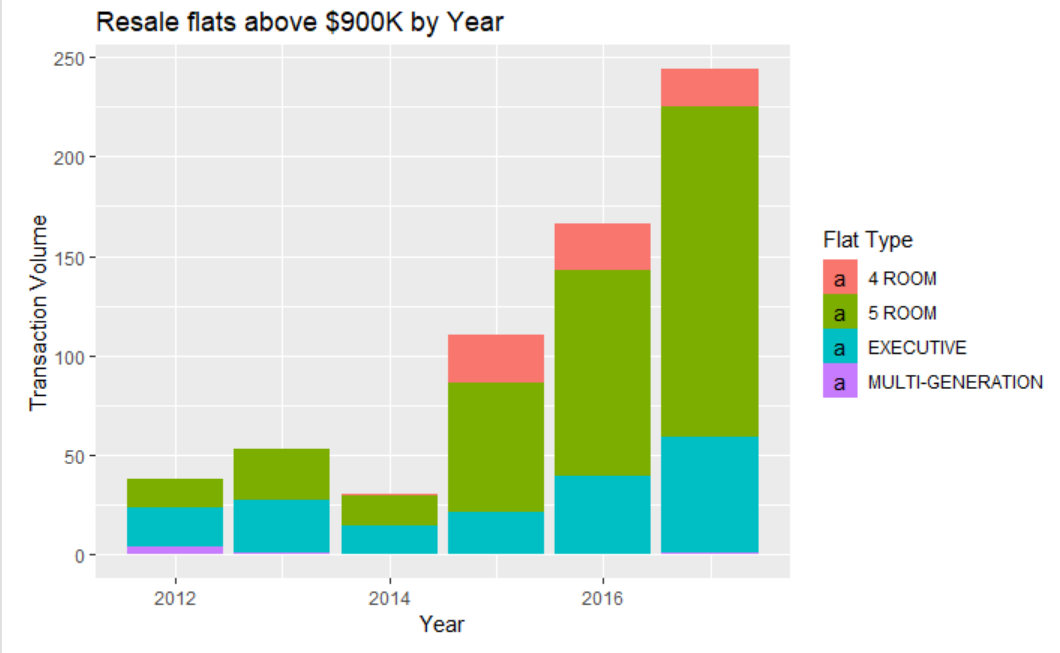 Resale flats above $900K by Year
250
200
150
100
50
0
Transaction Volume
2012 2014 2016
Year
Flat Type
a 4 ROOM
a 5 ROOM
a EXECUTIVE
a MULTI-GENERATION